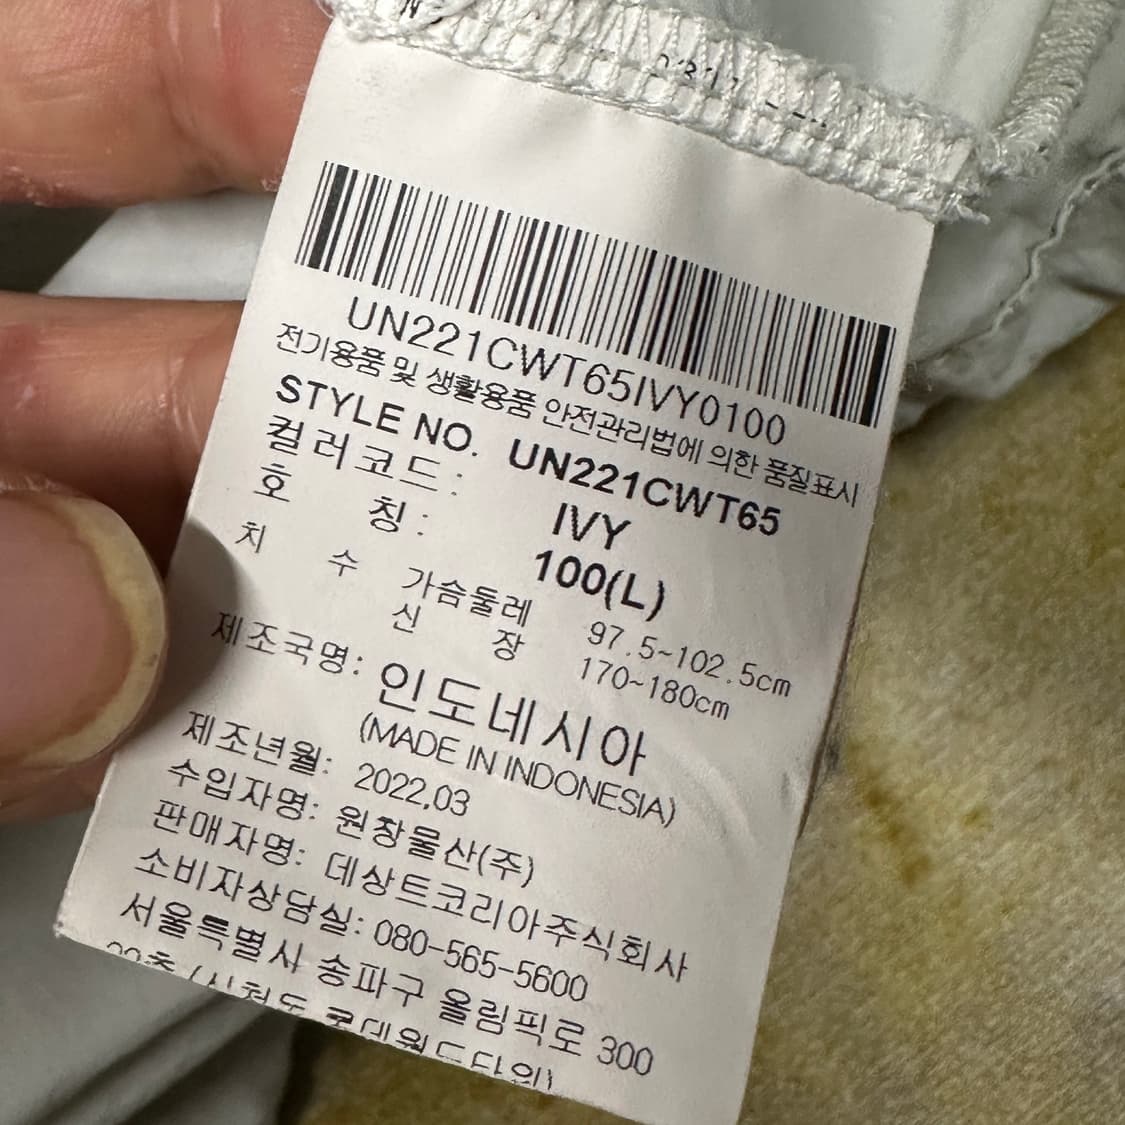 UN221CWT65IVY0100
전기용품 및 생활용품 안전관리법에 의한 품질표시
STYLE NO. UN221CWT65
컬러코드 : IVY
호 칭 : 100(L)
치 수 가슴둘레 97.5~102.5cm
신 장 170~180cm
제조국명: 인도네시아
(MADE IN INDONESIA)
제조년월: 2022.03
수입자명: 원창물산(주)
판매자명: 데상트코리아주식회사
소비자상담실: 080-565-5600
서울특별시 송파구 올림픽로 300